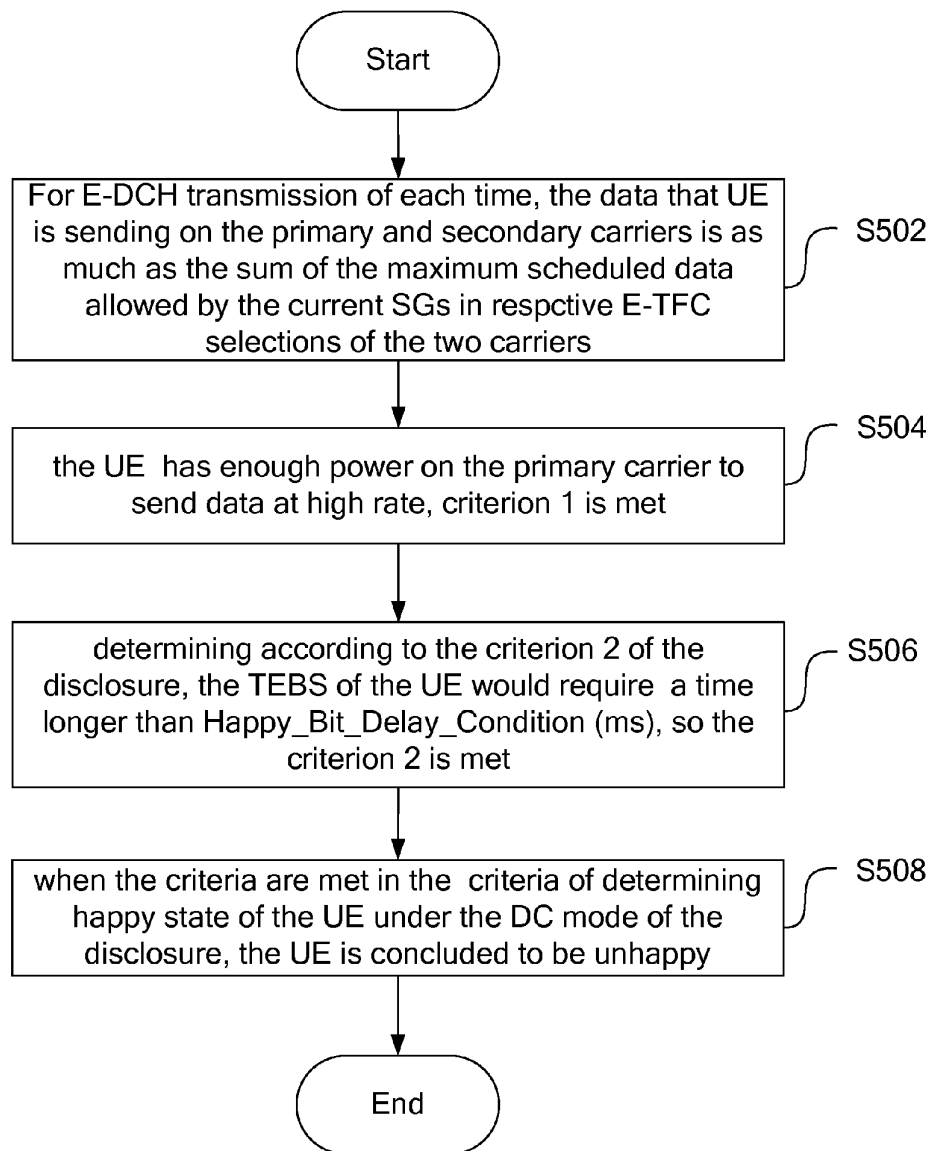 Start
For E-DCH transmission of each time, the data that UE
is sending on the primary and secondary carriers is as
much as the sum of the maximum scheduled data
allowed by the current SGs in respctive E-TFC
selections of the two carriers
S502
the UE has enough power on the primary carrier to
send data at high rate, criterion 1 is met
S504
determining according to the criterion 2 of the
disclosure, the TEBS of the UE would require a time
longer than Happy_Bit_Delay_Condition (ms), so the
criterion 2 is met
S506
when the criteria are met in the criteria of determining
happy state of the UE under the DC mode of the
disclosure, the UE is concluded to be unhappy
S508
End